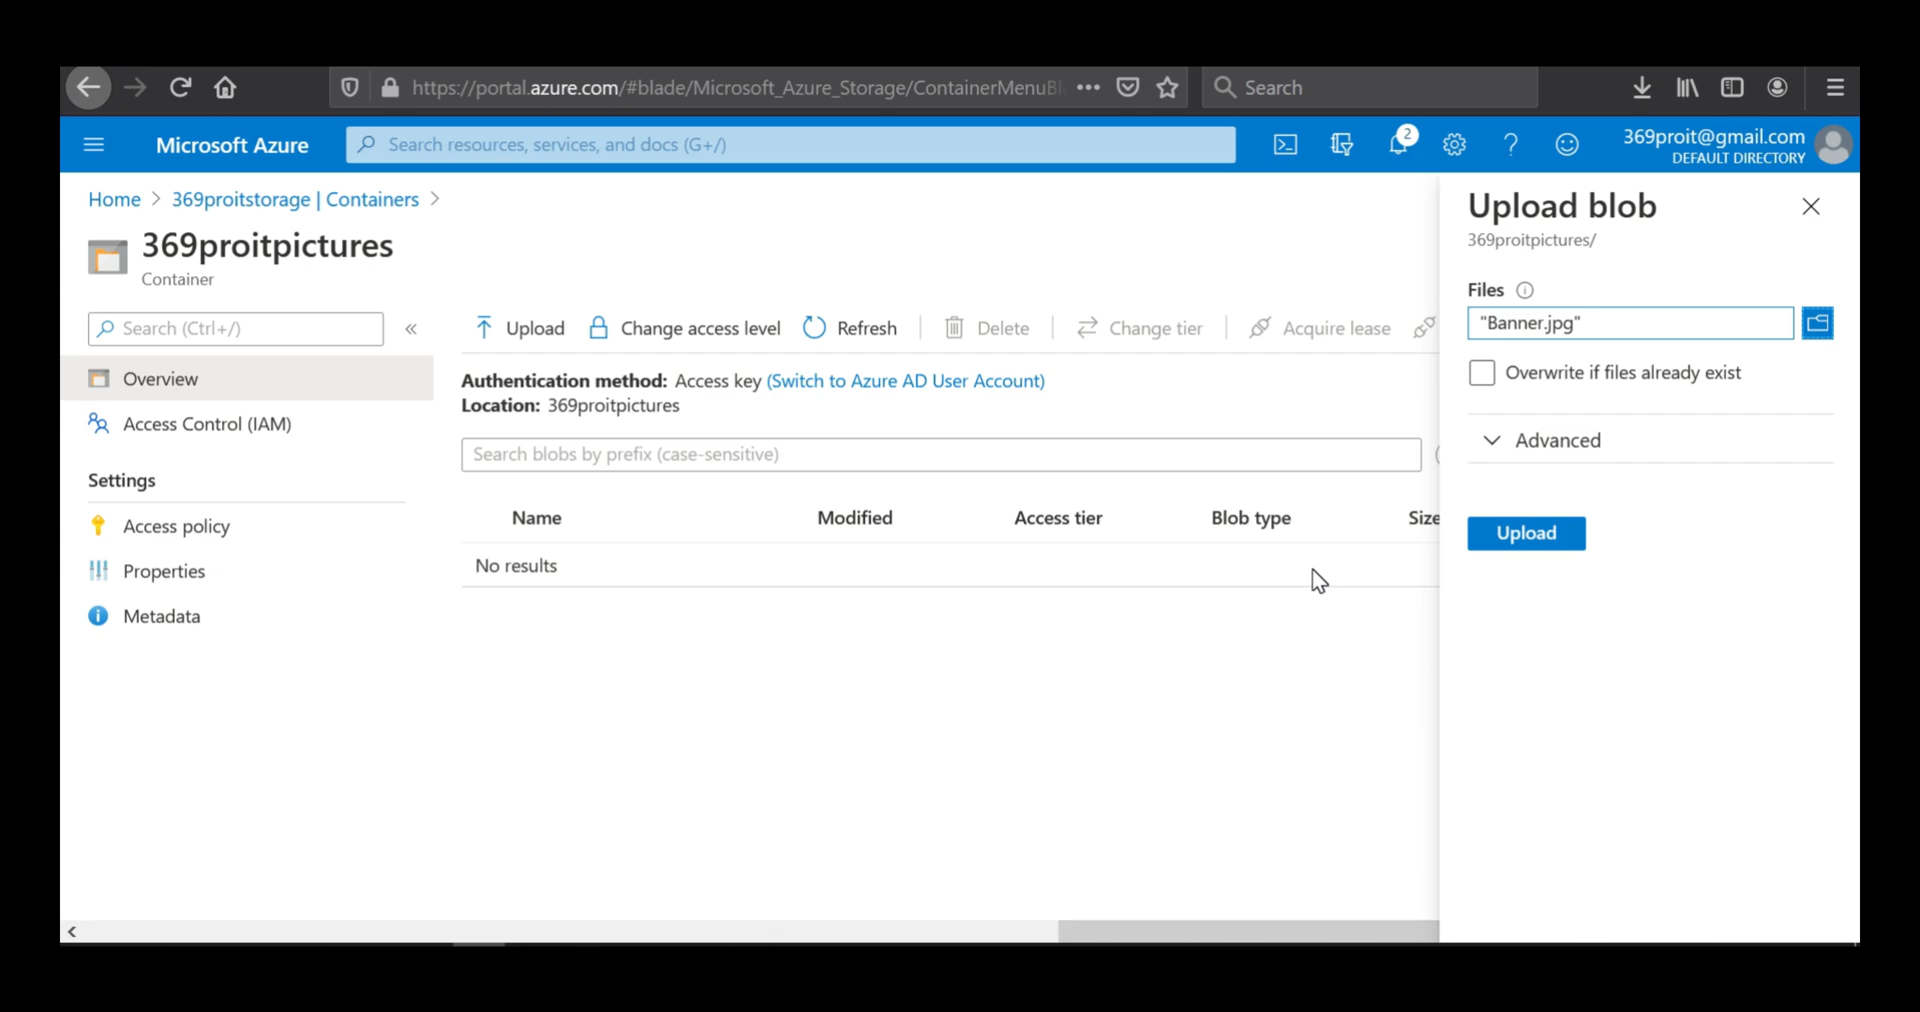 https://portal.azure.com/#blade/Microsoft_Azure_Storage/ContainerMenuBl
Search
Microsoft Azure
Search resources, services, and docs (G+/)
2
369proit@gmail.com
DEFAULT DIRECTORY
Home > 369proitstorage | Containers >
369proitpictures
Container
Search (Ctrl+/)
«
Overview
Access Control (IAM)
Settings
Access policy
Properties
Metadata
Upload
Change access level
Refresh
Delete
Change tier
Acquire lease
Authentication method: Access key (Switch to Azure AD User Account)
Location: 369proitpictures
Search blobs by prefix (case-sensitive)
Name Modified Access tier Blob type Size
No results
Upload blob
369proitpictures/
Files
"Banner.jpg"
Overwrite if files already exist
Advanced
Upload